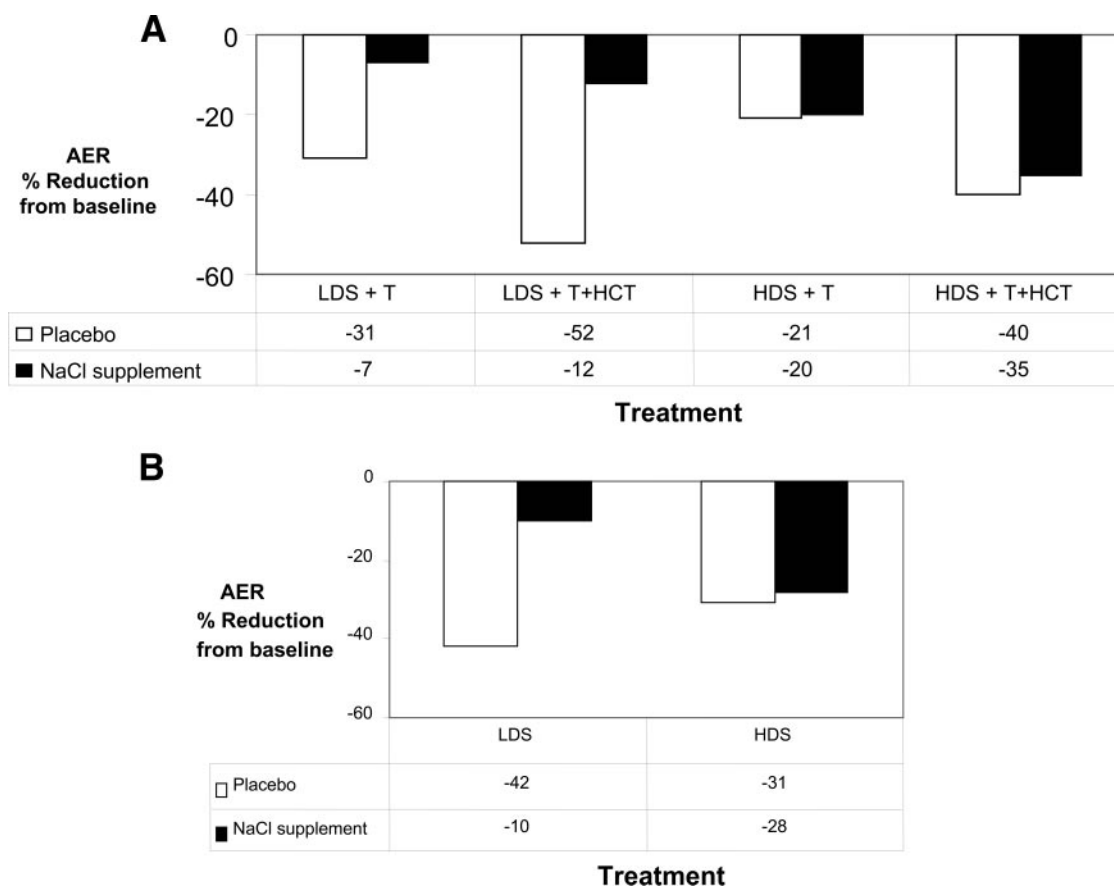 A
0
-20
-40
-60
AER
% Reduction
from baseline
LDS + T LDS + T+HCT HDS + T HDS + T+HCT
Placebo -31 -52 -21 -40
NaCl supplement -7 -12 -20 -35
Treatment
B
0
-20
-40
-60
AER
% Reduction
from baseline
LDS HDS
Placebo -42 -31
NaCl supplement -10 -28
Treatment